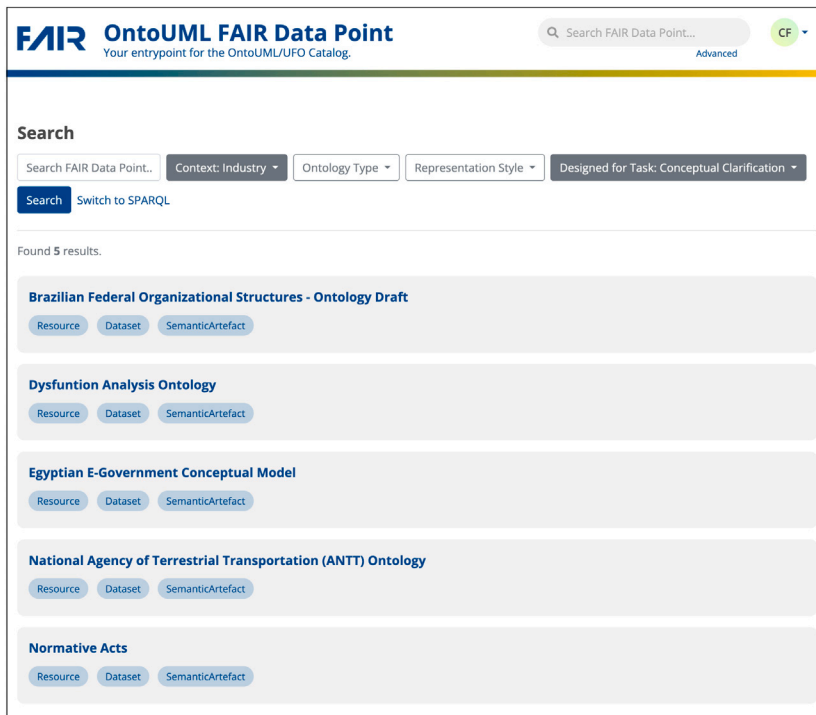 FAIR OntoUML FAIR Data Point
Your entrypoint for the OntoUML/UFO Catalog.
Search FAIR Data Point...
CF
Advanced
Search
Search FAIR Data Point.. Context: Industry Ontology Type Representation Style Designed for Task: Conceptual Clarification
Search Switch to SPARQL
Found 5 results.
Brazilian Federal Organizational Structures - Ontology Draft
Resource Dataset SemanticArtefact
Dysfuntion Analysis Ontology
Resource Dataset SemanticArtefact
Egyptian E-Government Conceptual Model
Resource Dataset SemanticArtefact
National Agency of Terrestrial Transportation (ANTT) Ontology
Resource Dataset SemanticArtefact
Normative Acts
Resource Dataset SemanticArtefact